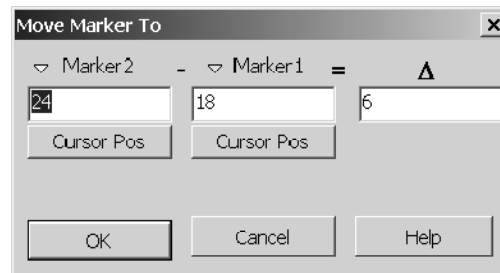 Move Marker To
Marker2 - Marker1 = Δ
24 18 6
Cursor Pos Cursor Pos
OK Cancel Help